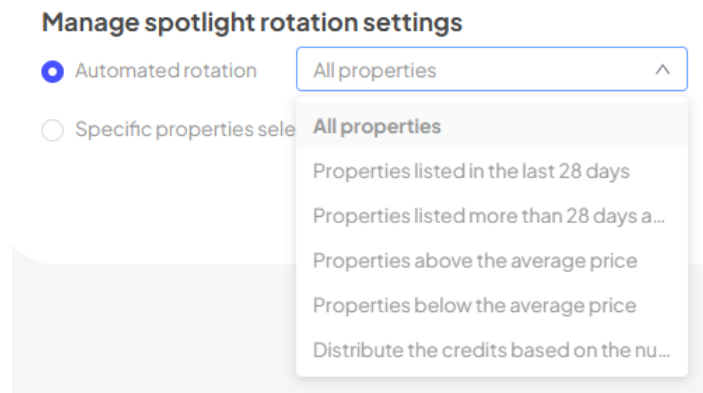 Manage spotlight rotation settings
Automated rotation
All properties
Specific properties sele
All properties
Properties listed in the last 28 days
Properties listed more than 28 days a...
Properties above the average price
Properties below the average price
Distribute the credits based on the nu...